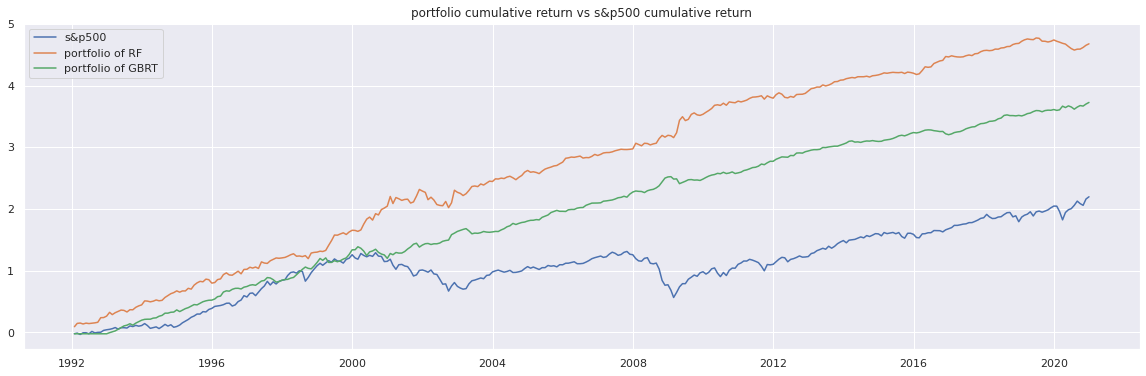 portfolio cumulative return vs s&p500 cumulative return
s&p500
portfolio of RF
portfolio of GBRT
5
4
3
2
1
0
1992 1996 2000 2004 2008 2012 2016 2020